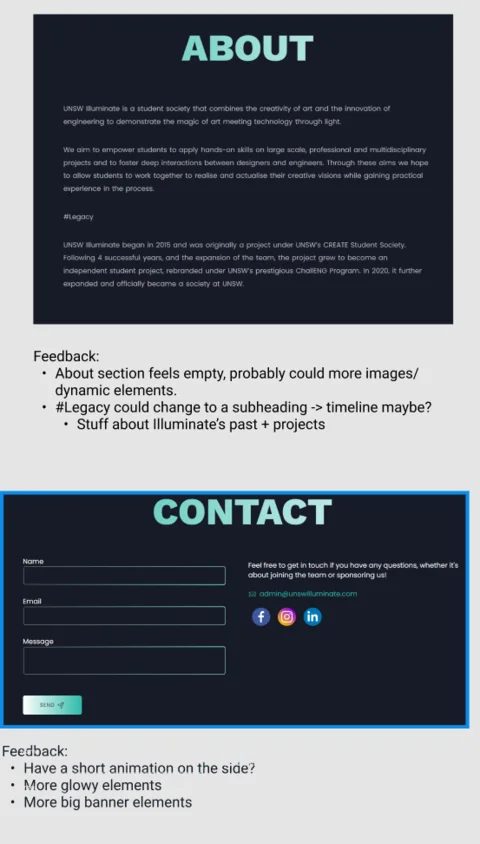 ABOUT
UNSW Illuminate is a student society that combines the creativity of art and the innovation of
engineering to demonstrate the magic of art meeting technology through light.
We aim to empower students to apply hands-on skills on large scale, professional and multidisciplinary
projects and to foster deep interactions between designers and engineers. Through these aims we hope
to allow students to work together to realise and actualise their creative visions while gaining practical
experience in the process.
#Legacy
UNSW Illuminate began in 2015 and was originally a project under UNSW's CREATE Student Society.
Following 4 successful years, and the expansion of the team, the project grew to become an
independent student project, rebranded under UNSW's prestigious ChallENG Program. In 2020, it further
expanded and officially became a society at UNSW.
Feedback:
• About section feels empty, probably could more images/
dynamic elements.
• #Legacy could change to a subheading -> timeline maybe?
• Stuff about Illuminate's past + projects
CONTACT
Name
Email
Message
SEND
Feel free to get in touch if you have any questions, whether it's
about joining the team or sponsoring us!
admin@unswilluminate.com
Feedback:
• Have a short animation on the side?
• More glowy elements
• More big banner elements